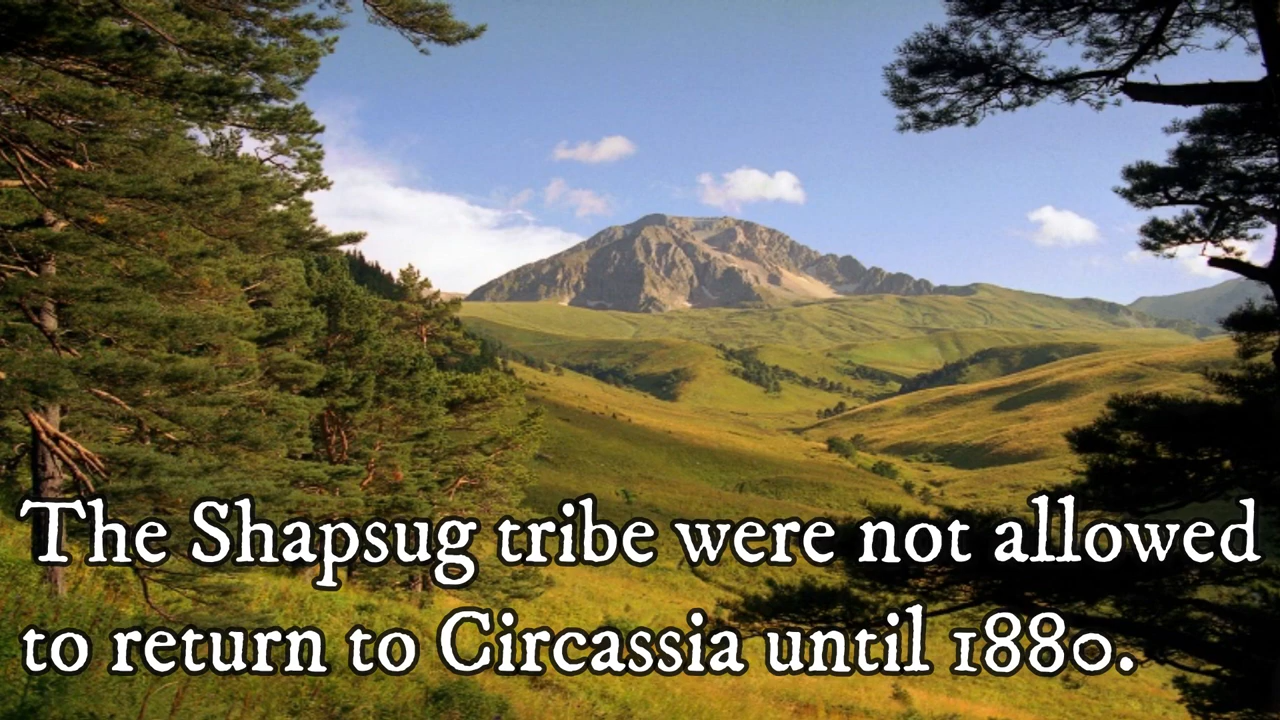 The Shapsug tribe were not allowed
to return to Circassia until 1880.